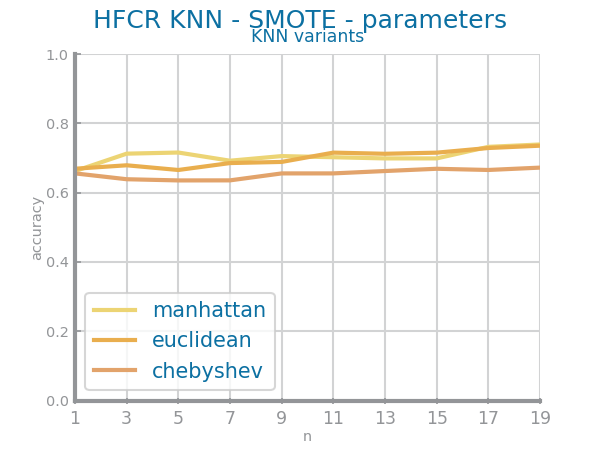 HFCR KNN - SMOTE - parameters
KNN variants
1.0
0.8
0.6
0.4
0.2
0.0
accuracy
manhattan
euclidean
chebyshev
1 3 5 7 9 11 13 15 17 19
n